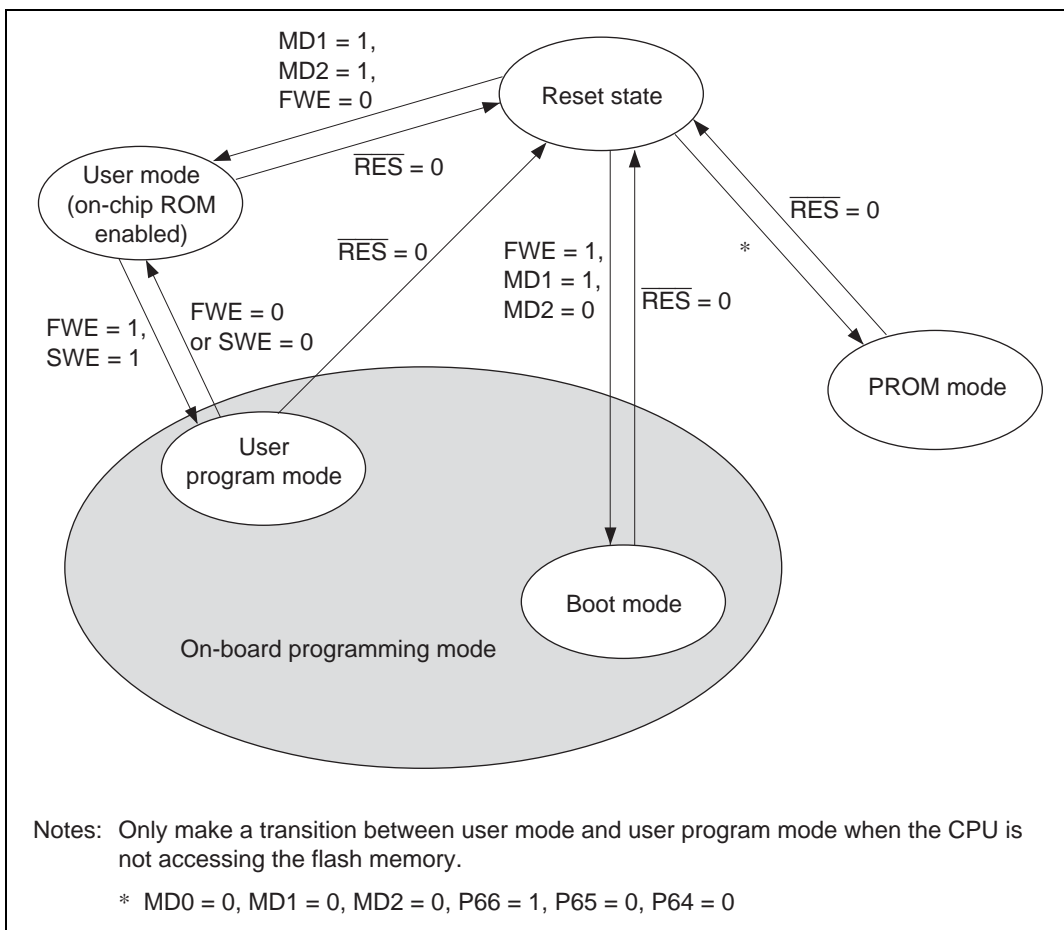 MD1 = 1,
MD2 = 1,
FWE = 0
Reset state
RES = 0
User mode
(on-chip ROM
enabled)
RES = 0
FWE = 1,
MD1 = 1,
MD2 = 0
RES = 0
*
RES = 0
FWE = 1,
SWE = 1
FWE = 0
or SWE = 0
PROM mode
User
program mode
Boot mode
On-board programming mode
Notes: Only make a transition between user mode and user program mode when the CPU is
not accessing the flash memory.
* MD0 = 0, MD1 = 0, MD2 = 0, P66 = 1, P65 = 0, P64 = 0